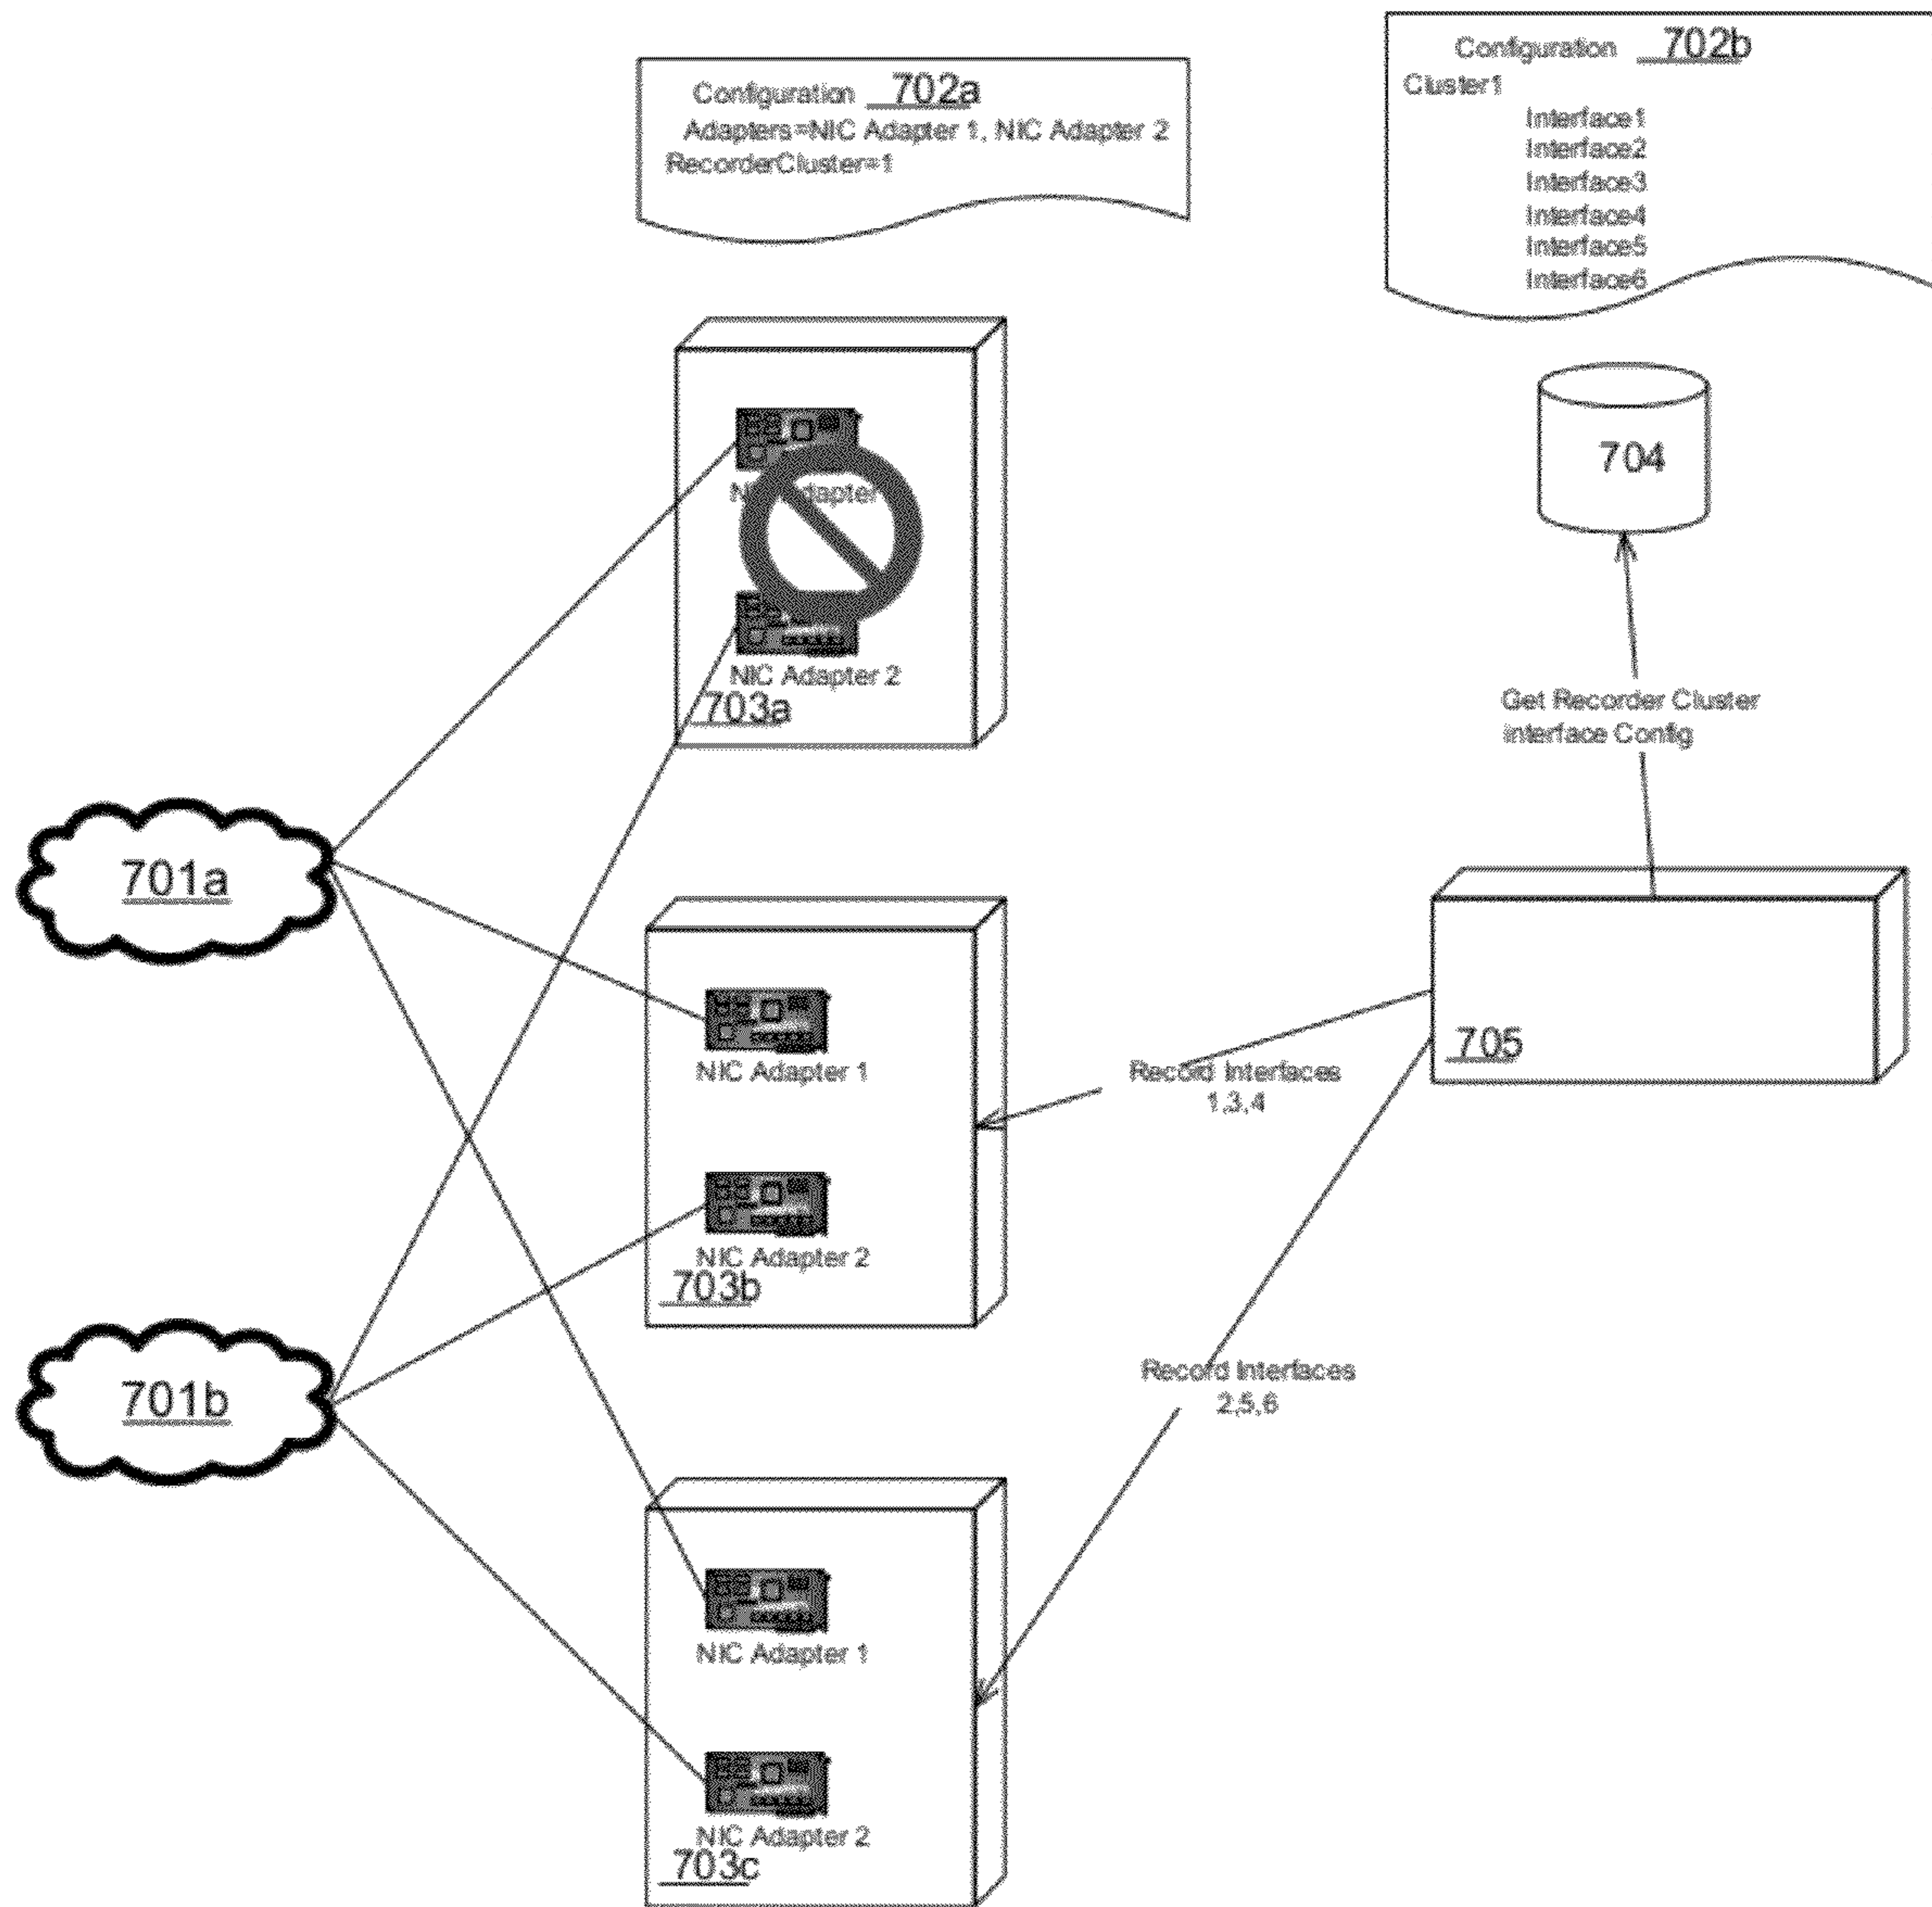 Configuration 702a
Adapters=NIC Adapter 1, NIC Adapter 2
RecorderCluster=1
Configuration 702b
Cluster1
Interface1
Interface2
Interface3
Interface4
Interface5
Interface6
NIC Adapter
NIC Adapter 2
703a
704
Get Recorder Cluster
interface Config
701a
NIC Adapter 1
NIC Adapter 2
703b
Record Interfaces
1,3,4
705
701b
Record Interfaces
2,5,6
NIC Adapter 1
NIC Adapter 2
703c